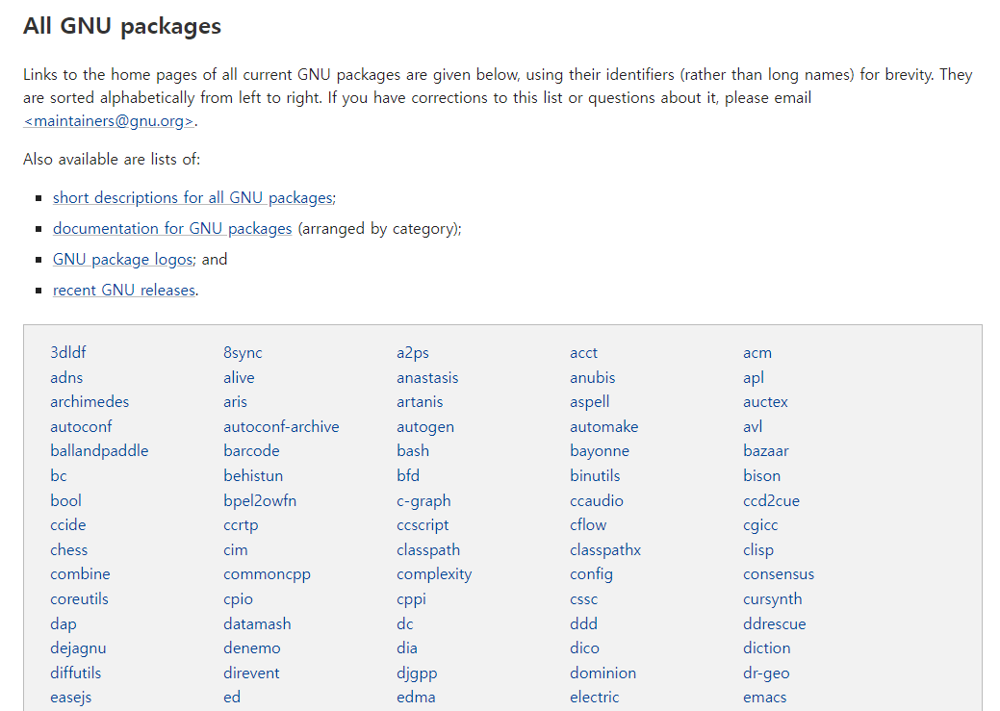 All GNU packages
Links to the home pages of all current GNU packages are given below, using their identifiers (rather than long names) for brevity. They
are sorted alphabetically from left to right. If you have corrections to this list or questions about it, please email
<maintainers@gnu.org>.
Also available are lists of:
short descriptions for all GNU packages;
documentation for GNU packages (arranged by category);
GNU package logos; and
recent GNU releases.
3dldf 8sync a2ps acct acm
adns alive anastasis anubis apl
archimedes aris artanis aspell auctex
autoconf autoconf-archive autogen automake avl
ballandpaddle barcode bash bayonne bazaar
bc behistun bfd binutils bison
bool bpel2owfn c-graph ccaudio ccd2cue
ccide ccrtp ccscript cflow cgicc
chess cim classpath classpathx clisp
combine commoncpp complexity config consensus
coreutils cpio cppi cssc cursynth
dap datamash dc ddd ddrescue
dejagnu denemo dia dico diction
diffutils direvent djgpp dominion dr-geo
easejs ed edma electric emacs